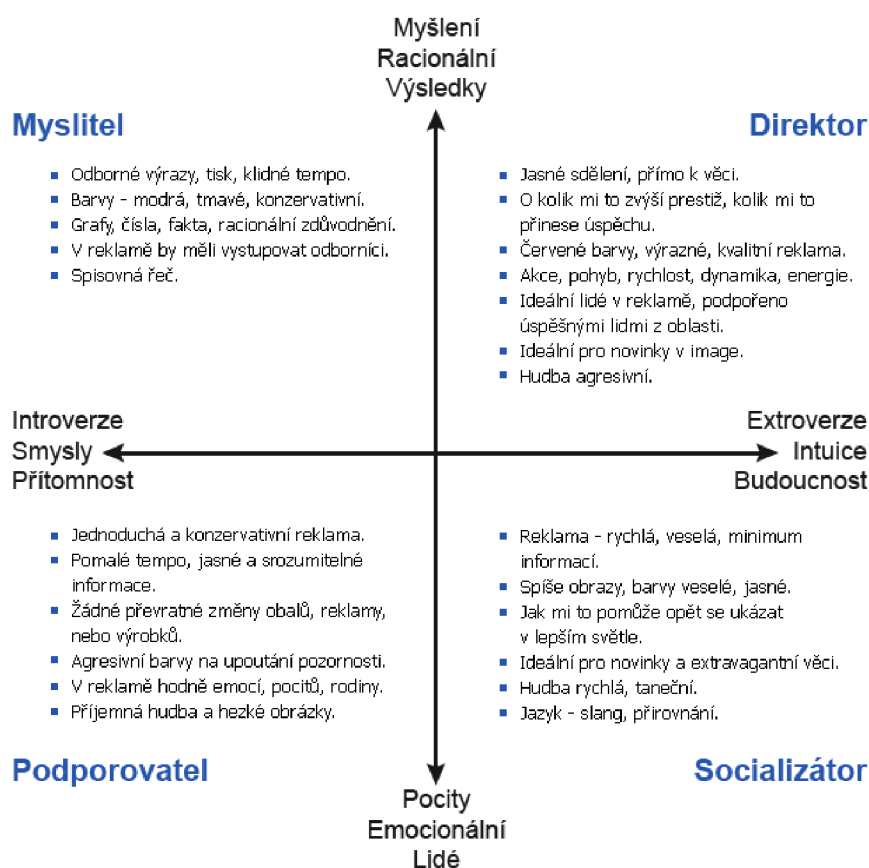 Myšlení
Racionální
Výsledky
Myslitel
Odborné výrazy, tisk, klidné tempo.
Barvy - modrá, tmavé, konzervativní.
Grafy, čísla, fakta, racionální zdůvodnění.
V reklamě by měli vystupovat odborníci.
Spisovná řeč.
Direktor
Jasné sdělení, přímo k věci.
O kolik mi to zvýší prestiž, kolik mi to
přinese úspěchu.
Červené barvy, výrazné, kvalitní reklama.
Akce, pohyb, rychlost, dynamika, energie.
Ideální lidé v reklamě, podpořeno
úspěšnými lidmi z oblasti.
Ideální pro novinky v image.
Hudba agresivní.
Introverze
Smysly
Přítomnost
Extroverze
Intuice
Budoucnost
Jednoduchá a konzervativní reklama.
Pomalé tempo, jasné a srozumitelné
informace.
Žádné převratné změny obalů, reklamy,
nebo výrobků.
Agresivní barvy na upoutání pozornosti.
V reklamě hodně emocí, pocitů, rodiny.
Příjemná hudba a hezké obrázky.
Podporovatel
Reklama - rychlá, veselá, minimum
informací.
Spíše obrazy, barvy veselé, jasné.
Jak mi to pomůže opět se ukázat
v lepším světle.
Ideální pro novinky a extravagantní věci.
Hudba rychlá, taneční.
Jazyk - slang, přirovnání.
Socializátor
Pocity
Emocionální
Lidé